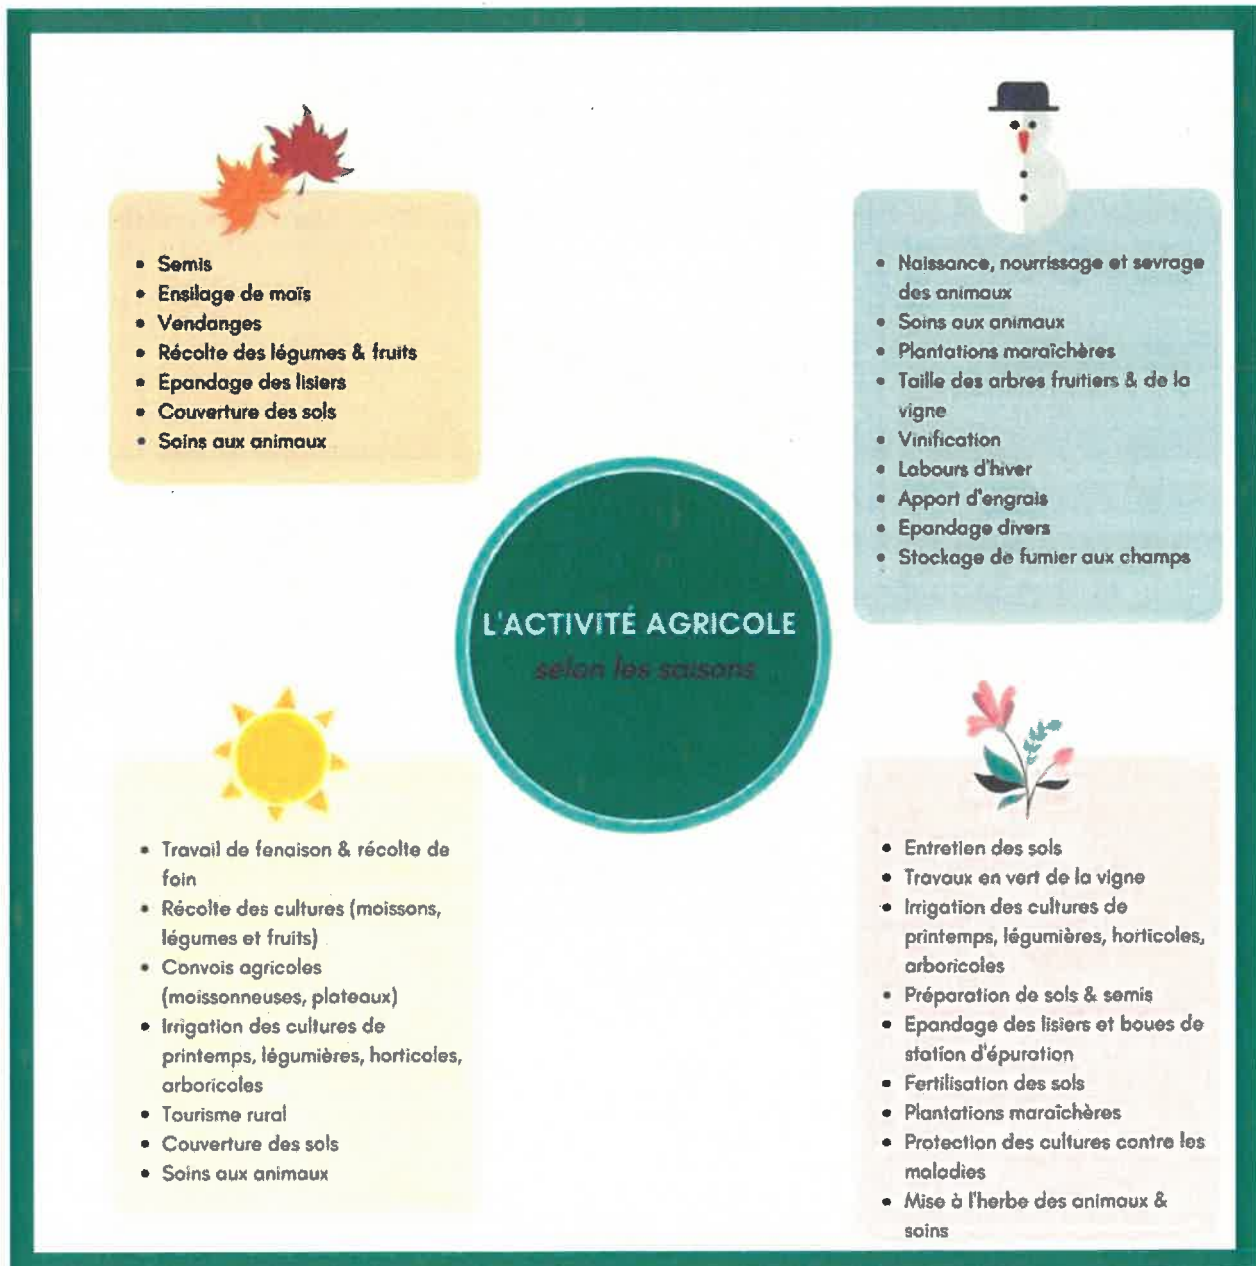 • Semis
• Ensilage de maïs
• Vendanges
• Récolte des légumes & fruits
• Epandage des lisiers
• Couverture des sols
• Soins aux animaux
• Naissance, nourrissage et sevrage
des animaux
• Soins aux animaux
• Plantations maraîchères
• Taille des arbres fruitiers & de la
vigne
• Vinification
• Labours d'hiver
• Apport d'engrais
• Epandage divers
• Stockage de fumier aux champs
L'ACTIVITÉ AGRICOLE
selon les saisons
• Travail de fenaison & récolte de
foin
• Récolte des cultures (moissons,
légumes et fruits)
• Convois agricoles
(moissonneuses, plateaux)
• Irrigation des cultures de
printemps, légumières, horticoles,
arboricoles
• Tourisme rural
• Couverture des sols
• Soins aux animaux
• Entretien des sols
• Travaux en vert de la vigne
• Irrigation des cultures de
printemps, légumières, horticoles,
arboricoles
• Préparation de sols & semis
• Epandage des lisiers et boues de
station d'épuration
• Fertilisation des sols
• Plantations maraîchères
• Protection des cultures contre les
maladies
• Mise à l'herbe des animaux &
soins